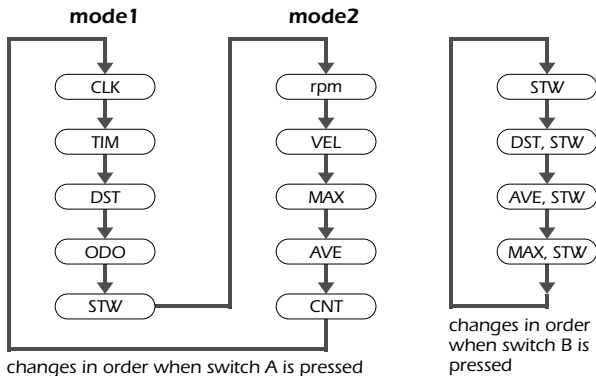 mode1
CLK
TIM
DST
ODO
STW
mode2
rpm
VEL
MAX
AVE
CNT
changes in order when switch A is pressed
STW
DST, STW
AVE, STW
MAX, STW
changes in order
when switch B is
pressed